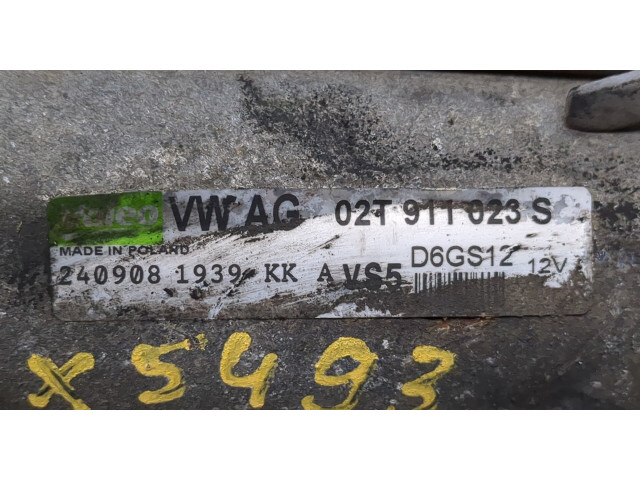 Valeo VW AG 02T 911 023 S
MADE IN POLAND D6GS12 12V
240908 1939 KK A VS5
x 5493